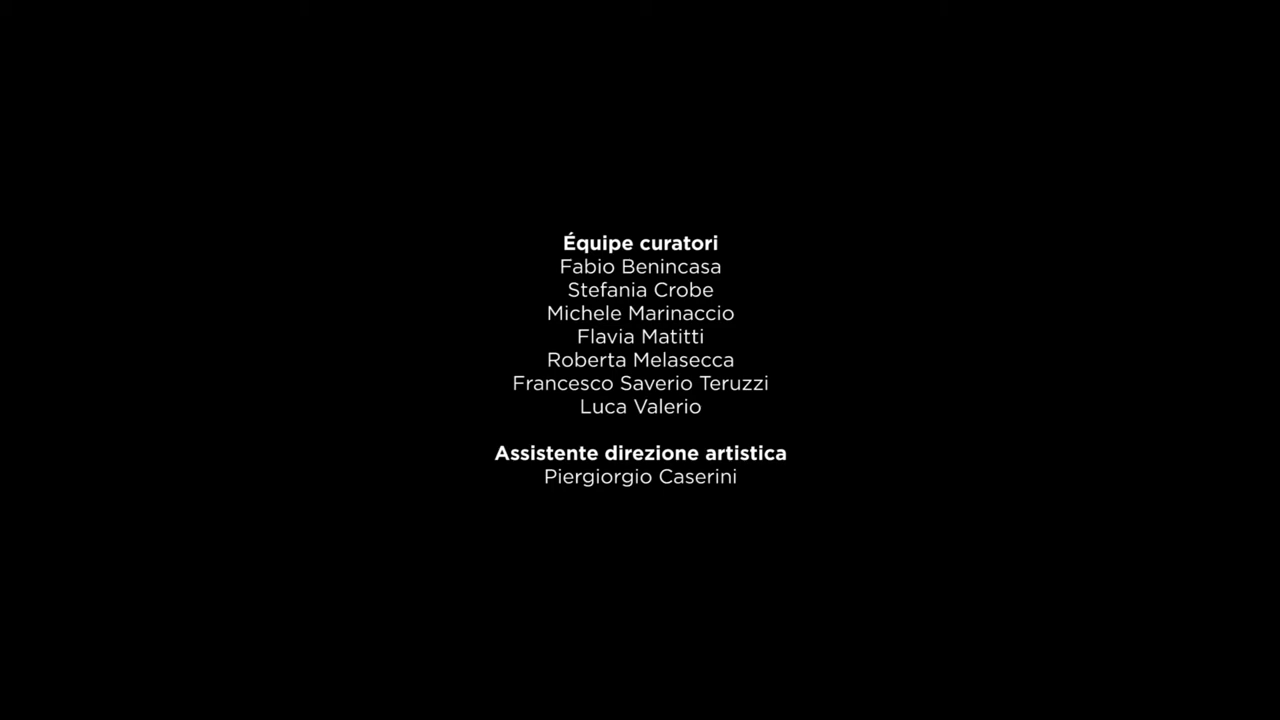 Équipe curatori
Fabio Benincasa
Stefania Crobe
Michele Marinaccio
Flavia Matitti
Roberta Melasecca
Francesco Saverio Teruzzi
Luca Valerio
Assistente direzione artistica
Piergiorgio Caserini